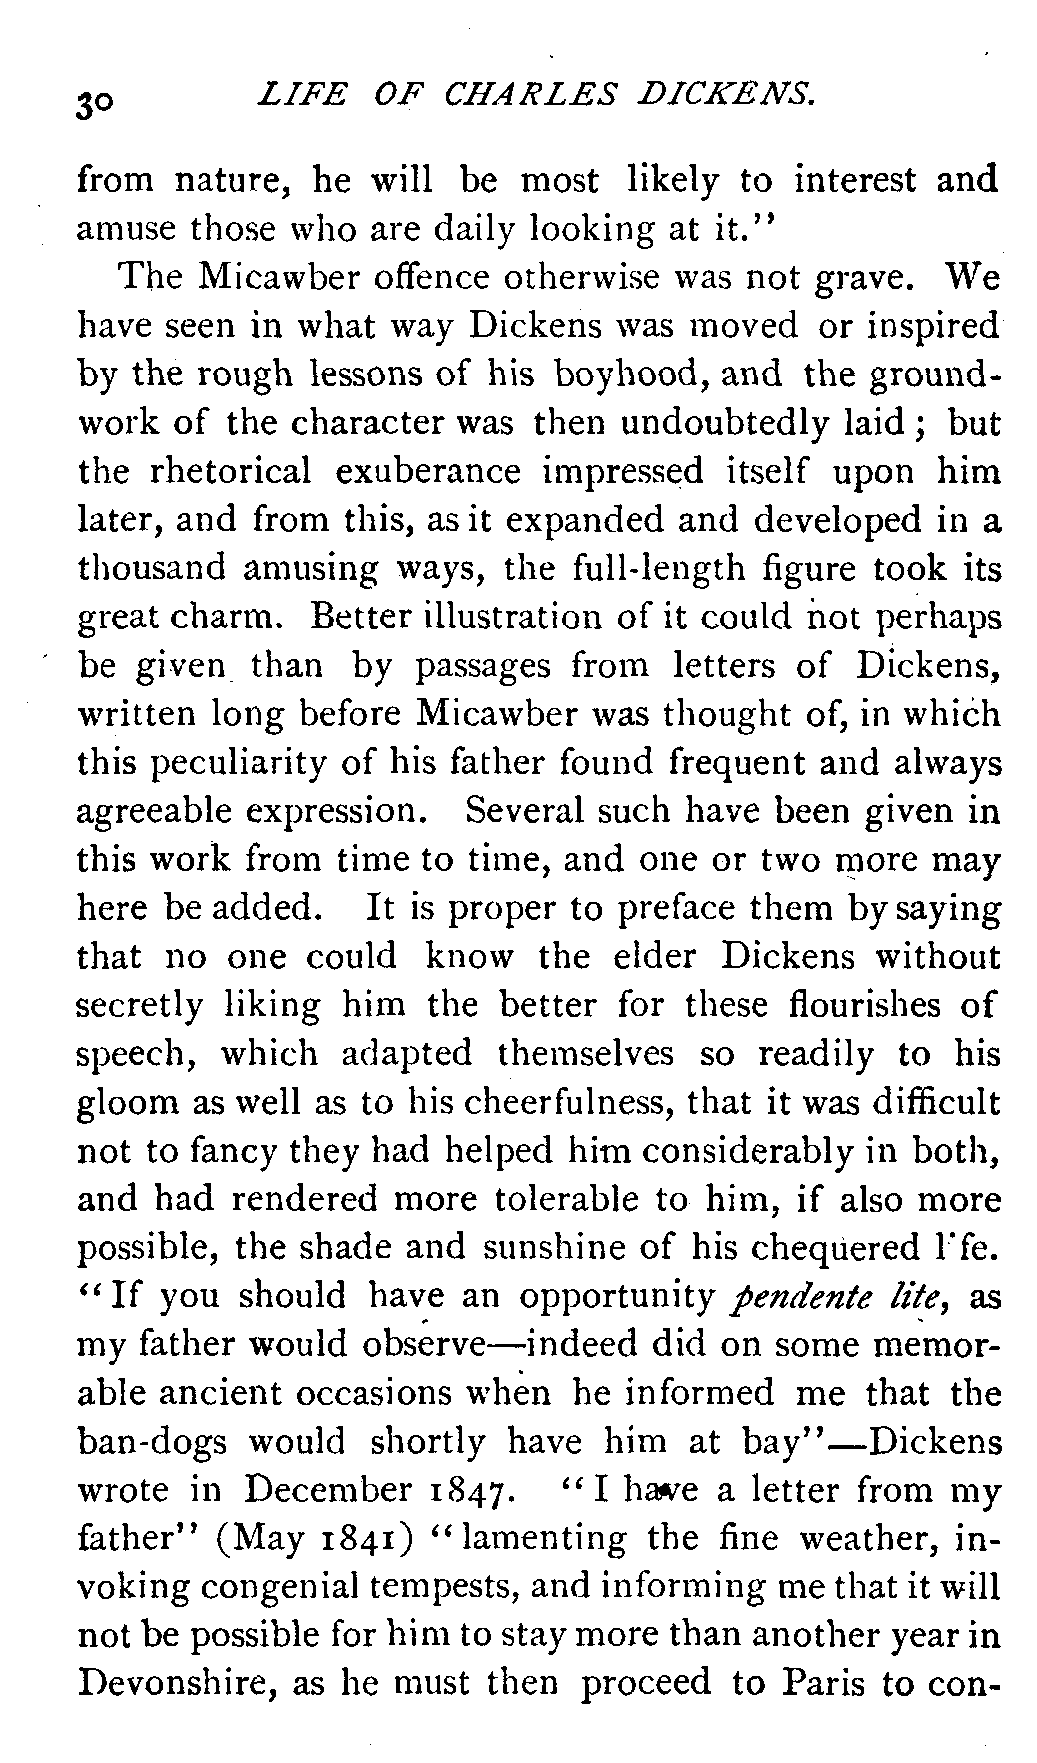 30 LIFE OF CHARLES DICKENS.
from nature, he will be most likely to interest and
amuse those who are daily looking at it."
The Micawber offence otherwise was not grave. We
have seen in what way Dickens was moved or inspired
by the rough lessons of his boyhood, and the ground-
work of the character was then undoubtedly laid ; but
the rhetorical exuberance impressed itself upon him
later, and from this, as it expanded and developed in a
thousand amusing ways, the full-length figure took its
great charm. Better illustration of it could not perhaps
be given than by passages from letters of Dickens,
written long before Micawber was thought of, in which
this peculiarity of his father found frequent and always
agreeable expression. Several such have been given in
this work from time to time, and one or two more may
here be added. It is proper to preface them by saying
that no one could know the elder Dickens without
secretly liking him the better for these flourishes of
speech, which adapted themselves so readily to his
gloom as well as to his cheerfulness, that it was difficult
not to fancy they had helped him considerably in both,
and had rendered more tolerable to him, if also more
possible, the shade and sunshine of his chequered l'fe.
"If you should have an opportunity pendente lite, as
my father would observe—indeed did on some memor-
able ancient occasions when he informed me that the
ban-dogs would shortly have him at bay"—Dickens
wrote in December 1847. "I have a letter from my
father" (May 1841) "lamenting the fine weather, in-
voking congenial tempests, and informing me that it will
not be possible for him to stay more than another year in
Devonshire, as he must then proceed to Paris to con-